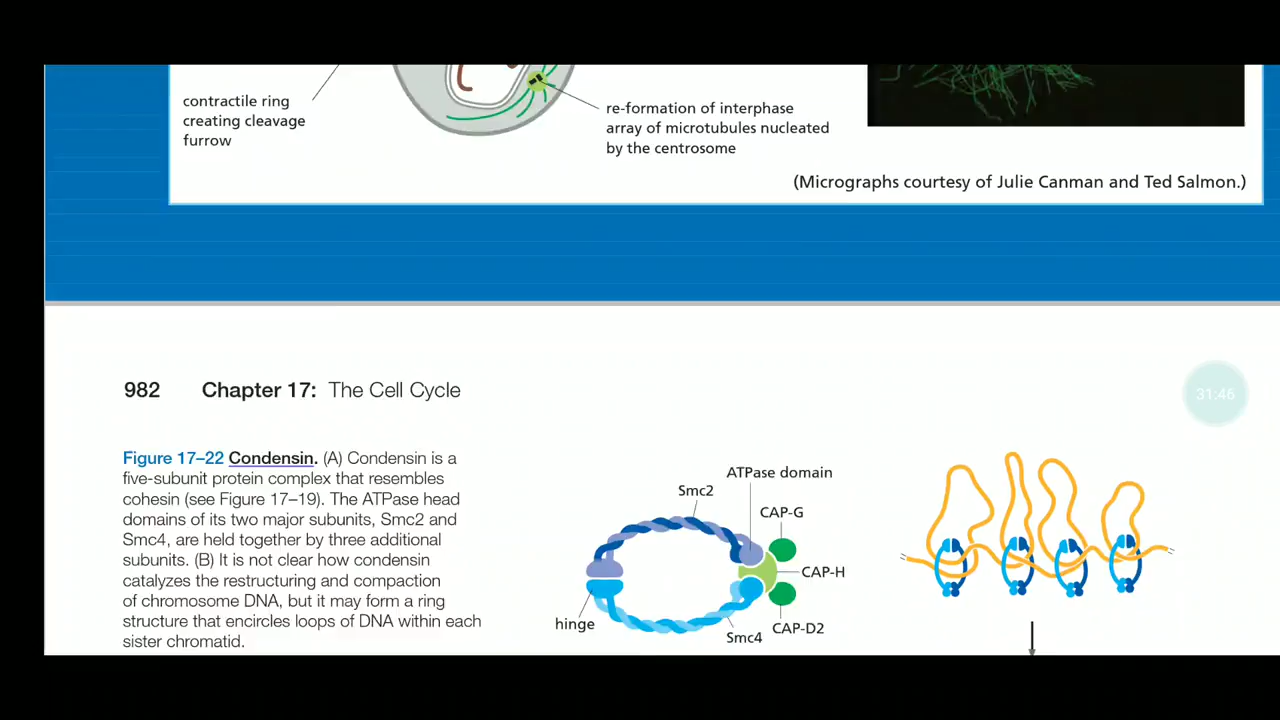 contractile ring
creating cleavage
furrow
re-formation of interphase
array of microtubules nucleated
by the centrosome
(Micrographs courtesy of Julie Canman and Ted Salmon.)
982 Chapter 17: The Cell Cycle
31:46
Figure 17–22 Condensin. (A) Condensin is a
five-subunit protein complex that resembles
cohesin (see Figure 17–19). The ATPase head
domains of its two major subunits, Smc2 and
Smc4, are held together by three additional
subunits. (B) It is not clear how condensin
catalyzes the restructuring and compaction
of chromosome DNA, but it may form a ring
structure that encircles loops of DNA within each
sister chromatid.
ATPase domain
Smc2
CAP-G
CAP-H
hinge
CAP-D2
Smc4